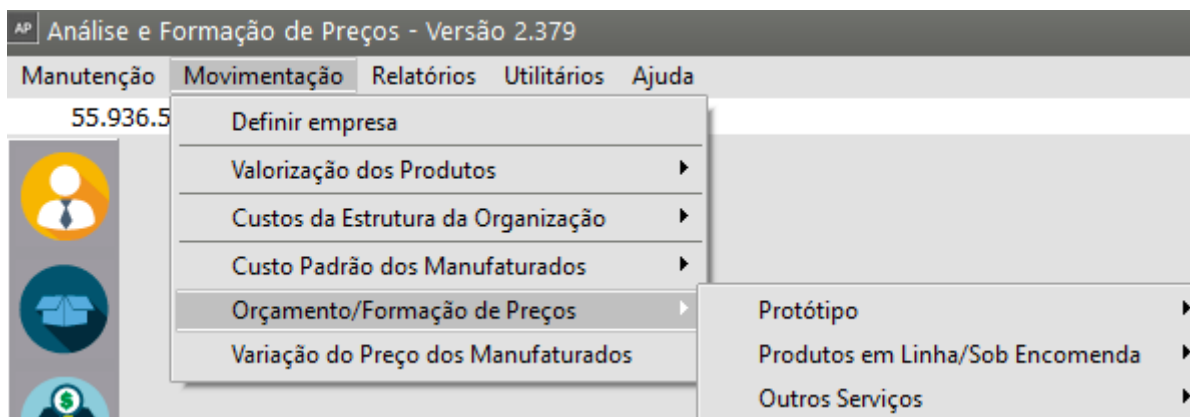 AP Análise e Formação de Preços - Versão 2.379
Manutenção Movimentação Relatórios Utilitários Ajuda
55.936.5
Definir empresa
Valorização dos Produtos
Custos da Estrutura da Organização
Custo Padrão dos Manufaturados
Orçamento/Formação de Preços
Variação do Preço dos Manufaturados
Protótipo
Produtos em Linha/Sob Encomenda
Outros Serviços
$